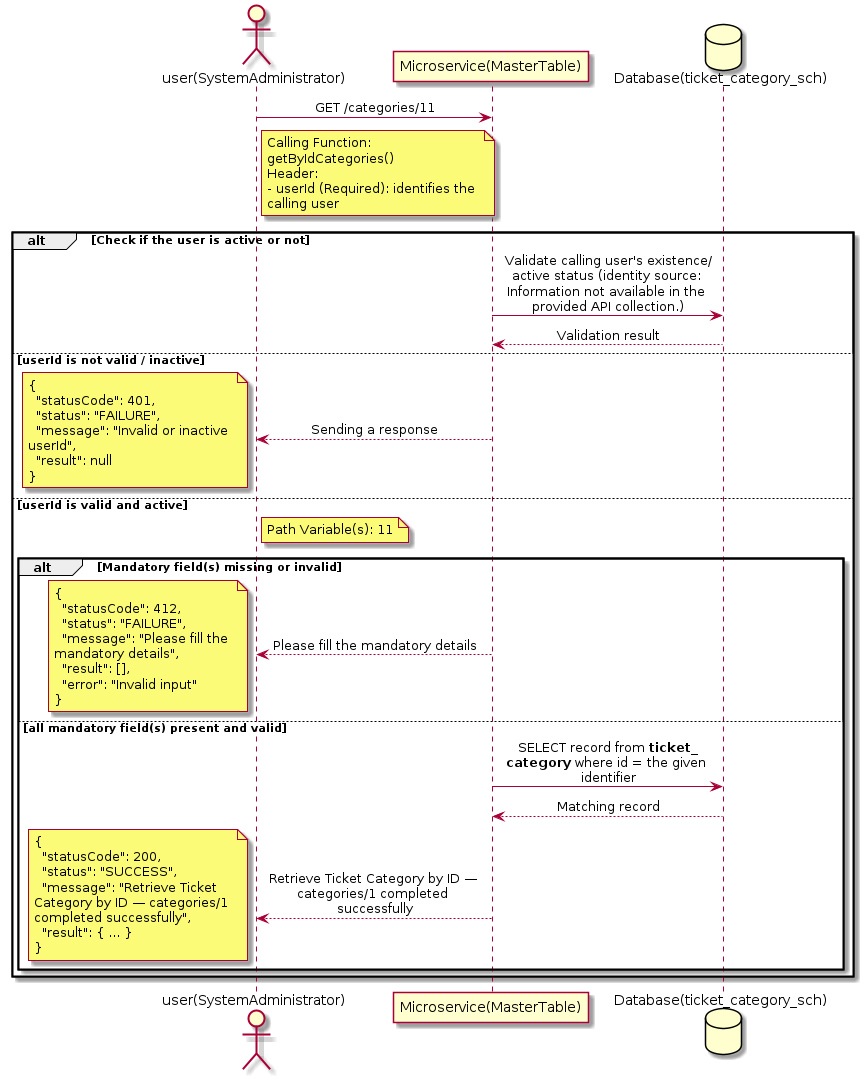 user(SystemAdministrator)
Microservice(MasterTable)
Database(ticket_category_sch)
GET /categories/11
Calling Function:
getByIdCategories()
Header:
- userId (Required): identifies the
calling user
alt
[Check if the user is active or not]
Validate calling user's existence/
active status (identity source:
Information not available in the
provided API collection.)
Validation result
[userId is not valid / inactive]
{
"statusCode": 401,
"status": "FAILURE",
"message": "Invalid or inactive
userId",
"result": null
}
Sending a response
[userId is valid and active]
Path Variable(s): 11
alt
[Mandatory field(s) missing or invalid]
{
"statusCode": 412,
"status": "FAILURE",
"message": "Please fill the
mandatory details",
"result": [],
"error": "Invalid input"
}
Please fill the mandatory details
[all mandatory field(s) present and valid]
SELECT record from ticket_
category where id = the given
identifier
Matching record
{
"statusCode": 200,
"status": "SUCCESS",
"message": "Retrieve Ticket
Category by ID — categories/1
completed successfully",
"result": { ... }
}
Retrieve Ticket Category by ID —
categories/1 completed
successfully
user(SystemAdministrator)
Microservice(MasterTable)
Database(ticket_category_sch)